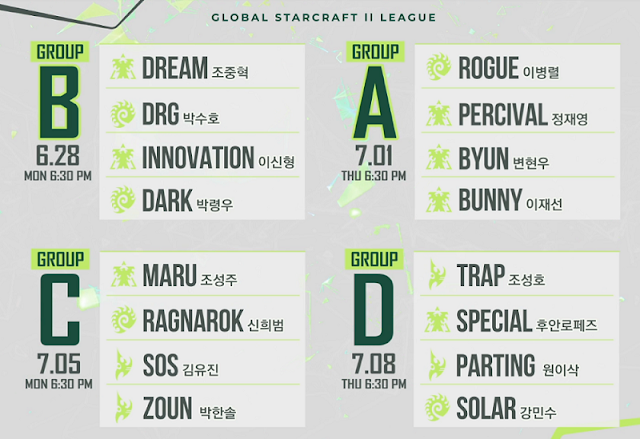 GLOBAL STARCRAFT II LEAGUE
GROUP
B
6.28
MON 6:30 PM
DREAM 조중혁
DRG 박수호
INNOVATION 이신형
DARK 박령우
GROUP
A
7.01
THU 6:30 PM
ROGUE 이병렬
PERCIVAL 정재영
BYUN 변현우
BUNNY 이재선
GROUP
C
7.05
MON 6:30 PM
MARU 조성주
RAGNAROK 신희범
SOS 김유진
ZOUN 박한솔
GROUP
D
7.08
THU 6:30 PM
TRAP 조성호
SPECIAL 후안로페즈
PARTING 원이삭
SOLAR 강민수